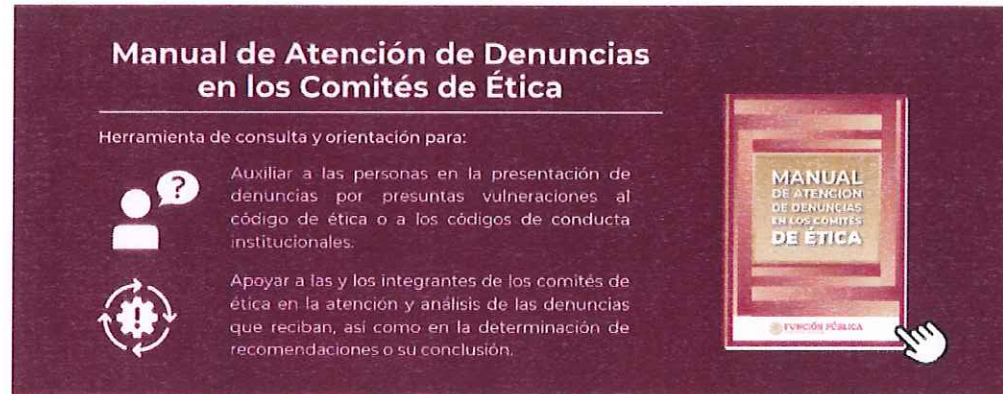 Manual de Atención de Denuncias
en los Comités de Ética
Herramienta de consulta y orientación para:
?
Auxiliar a las personas en la presentación de
denuncias por presuntas vulneraciones al
código de ética o a los códigos de conducta
institucionales.
!
Apoyar a las y los integrantes de los comités de
ética en la atención y análisis de las denuncias
que reciban, así como en la determinación de
recomendaciones o su conclusión.
MANUAL
DE ATENCIÓN
DE DENUNCIAS
EN LOS COMITÉS
DE ÉTICA
FUNCIÓN PÚBLICA